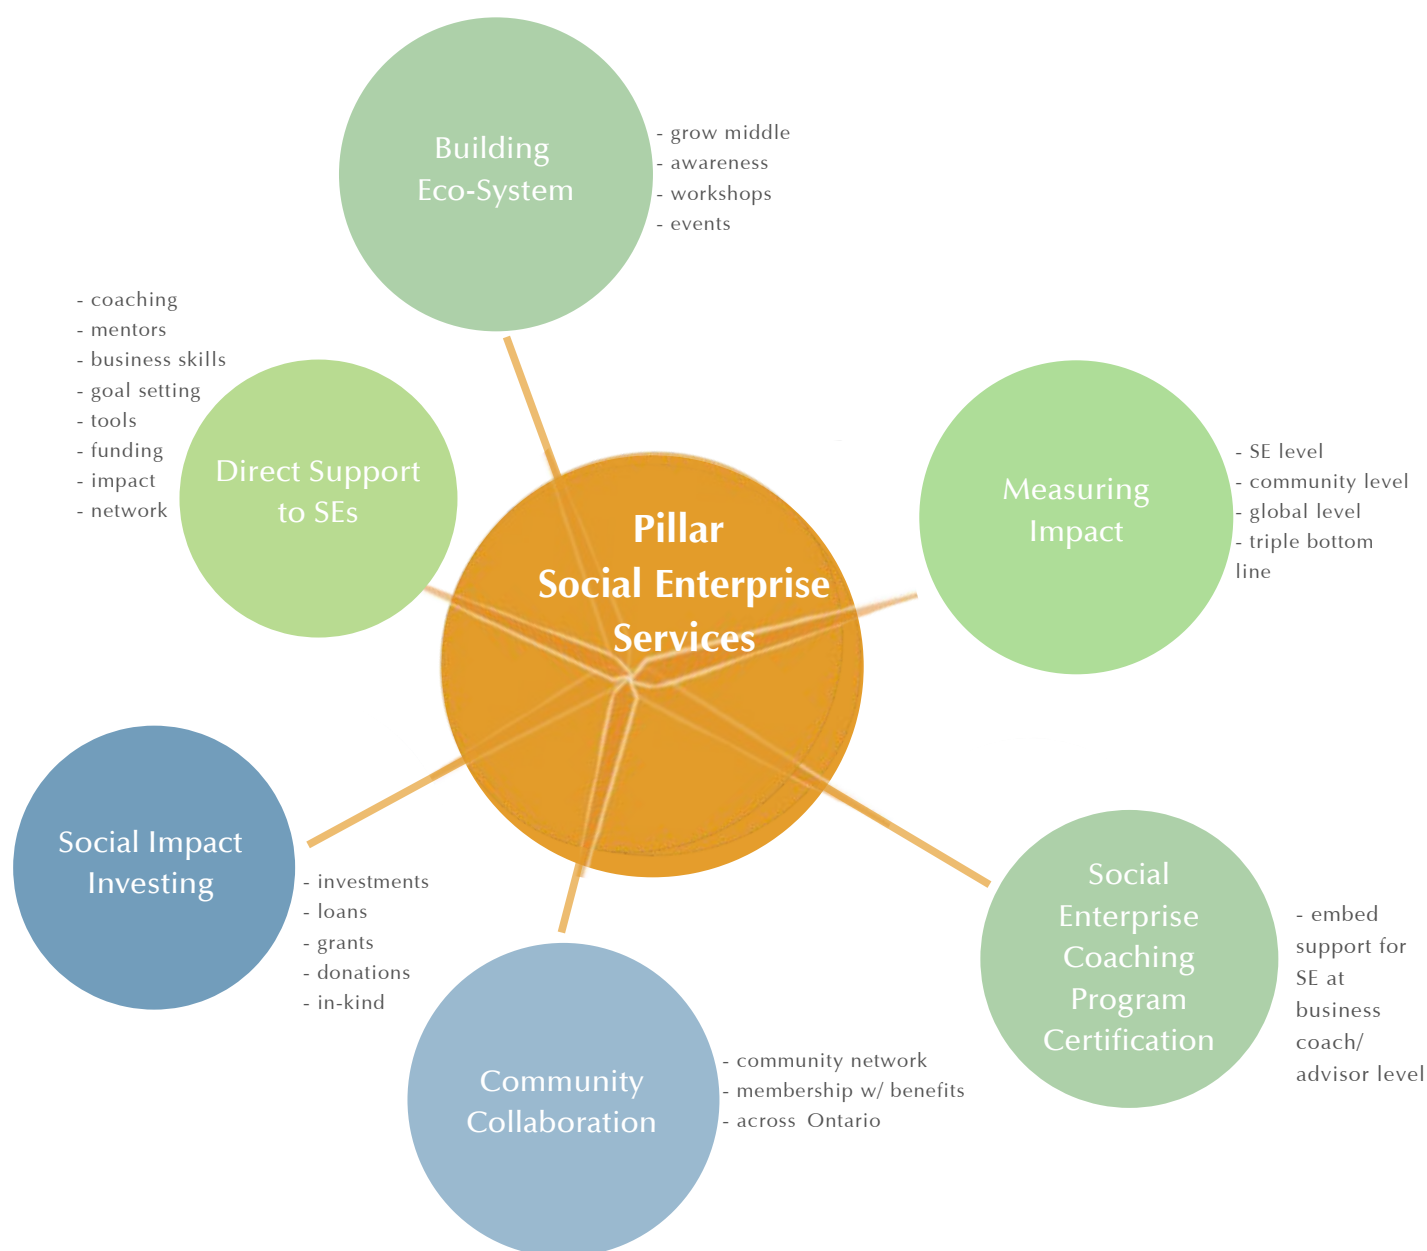 Building
Eco-System
- grow middle
- awareness
- workshops
- events
- coaching
- mentors
- business skills
- goal setting
- tools
- funding
- impact
- network
Direct Support
to SEs
Measuring
Impact
- SE level
- community level
- global level
- triple bottom
line
Pillar
Social Enterprise
Services
Social Impact
Investing
- investments
- loans
- grants
- donations
- in-kind
Social
Enterprise
Coaching
Program
Certification
- embed
support for
SE at
business
coach/
advisor level
Community
Collaboration
- community network
- membership w/ benefits
- across Ontario